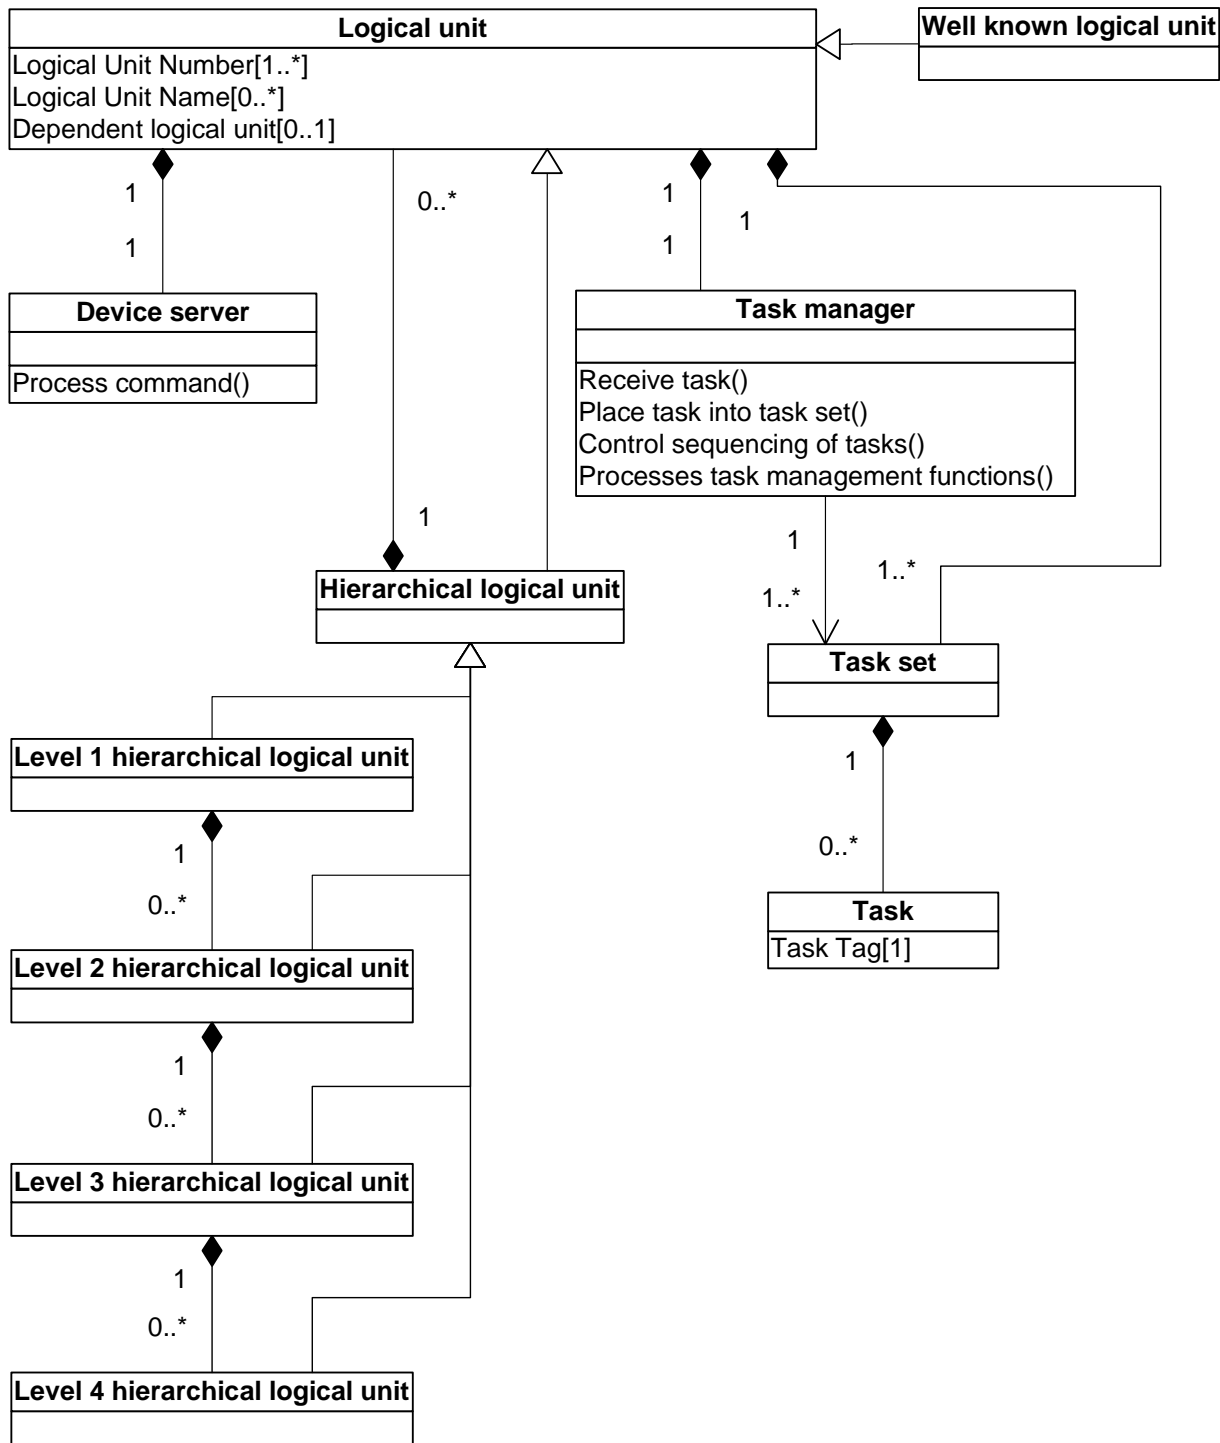 Logical unit
Logical Unit Number[1..*]
Logical Unit Name[0..*]
Dependent logical unit[0..1]
Well known logical unit
1
1
0..*
1
1
1
Device server
Process command()
Task manager
Receive task()
Place task into task set()
Control sequencing of tasks()
Processes task management functions()
1
1
1..*
1..*
Hierarchical logical unit
Task set
Level 1 hierarchical logical unit
1
0..*
1
0..*
Task
Task Tag[1]
Level 2 hierarchical logical unit
1
0..*
Level 3 hierarchical logical unit
1
0..*
Level 4 hierarchical logical unit